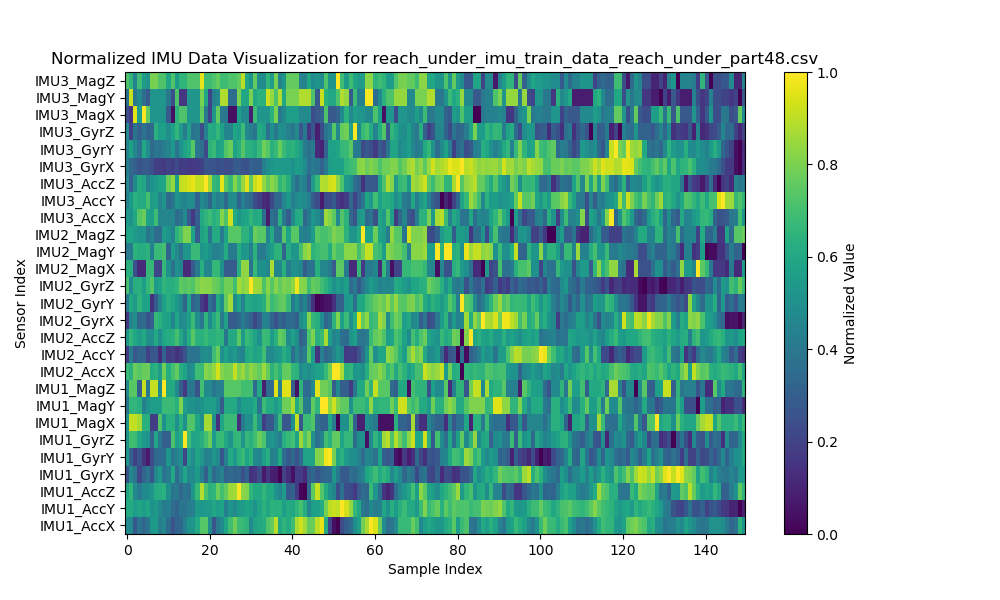 Normalized IMU Data Visualization for reach_under_imu_train_data_reach_under_part48.csv
IMU3_MagZ
IMU3_MagY
IMU3_MagX
IMU3_GyrZ
IMU3_GyrY
IMU3_GyrX
IMU3_AccZ
IMU3_AccY
IMU3_AccX
IMU2_MagZ
IMU2_MagY
IMU2_MagX
IMU2_GyrZ
IMU2_GyrY
IMU2_GyrX
IMU2_AccZ
IMU2_AccY
IMU2_AccX
IMU1_MagZ
IMU1_MagY
IMU1_MagX
IMU1_GyrZ
IMU1_GyrY
IMU1_GyrX
IMU1_AccZ
IMU1_AccY
IMU1_AccX
Sensor Index
0 20 40 60 80 100 120 140
Sample Index
1.0
0.8
0.6
0.4
0.2
0.0
Normalized Value